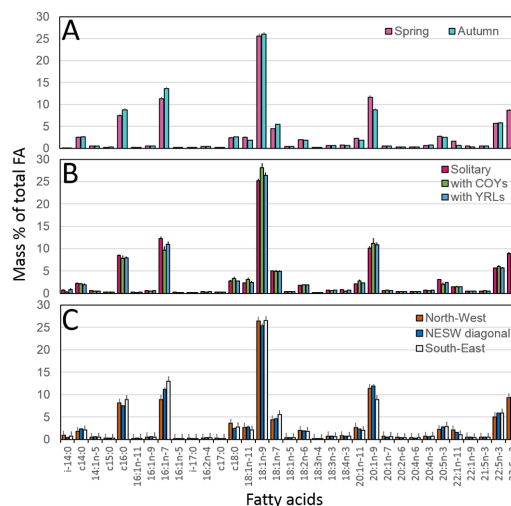 A
Spring
Autumn
30
25
20
15
10
5
0
B
Solitary
with COYs
with YRLs
30
25
20
15
10
5
0
C
North-West
NESW diagonal
South-East
30
25
20
15
10
5
0
Mass % of total FA
i-14:0
c14:0
14:1n-5
c15:0
c16:0
16:1n-11
16:1n-9
16:1n-7
16:1n-5
i-17:0
16:2n-4
c17:0
c18:0
18:1n-11
18:1n-9
18:1n-7
18:1n-5
18:2n-6
18:3n-4
18:3n-3
18:4n-3
20:1n-11
20:1n-9
20:1n-7
20:2n-6
20:4n-6
20:4n-3
20:5n-3
22:1n-11
22:1n-9
21:5n-3
22:5n-3
Fatty acids